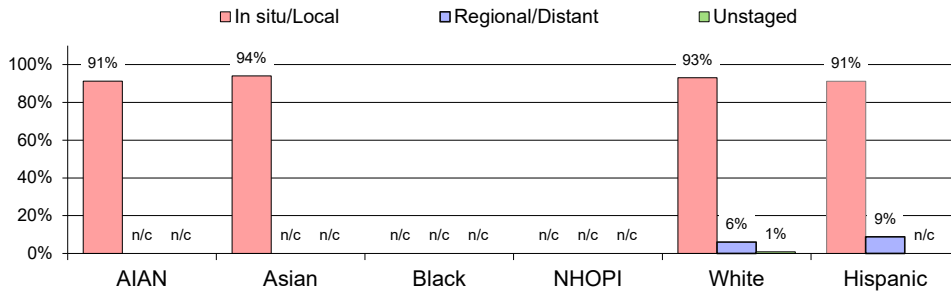 In situ/Local Regional/Distant Unstaged
100%
80%
60%
40%
20%
0%
91% n/c n/c
94% n/c n/c
n/c n/c n/c
n/c n/c n/c
93% 6% 1%
91% 9% n/c
AIAN Asian Black NHOPI White Hispanic